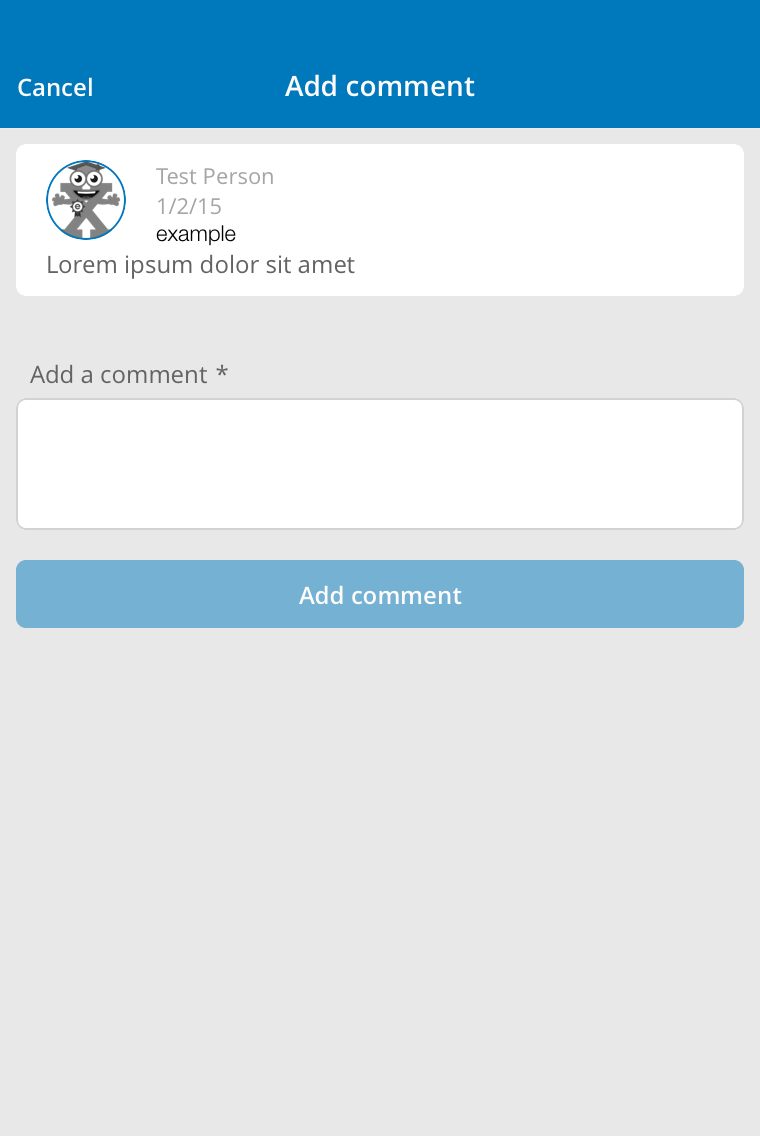 Cancel
Add comment
Test Person
1/2/15
example
Lorem ipsum dolor sit amet
Add a comment *
Add comment